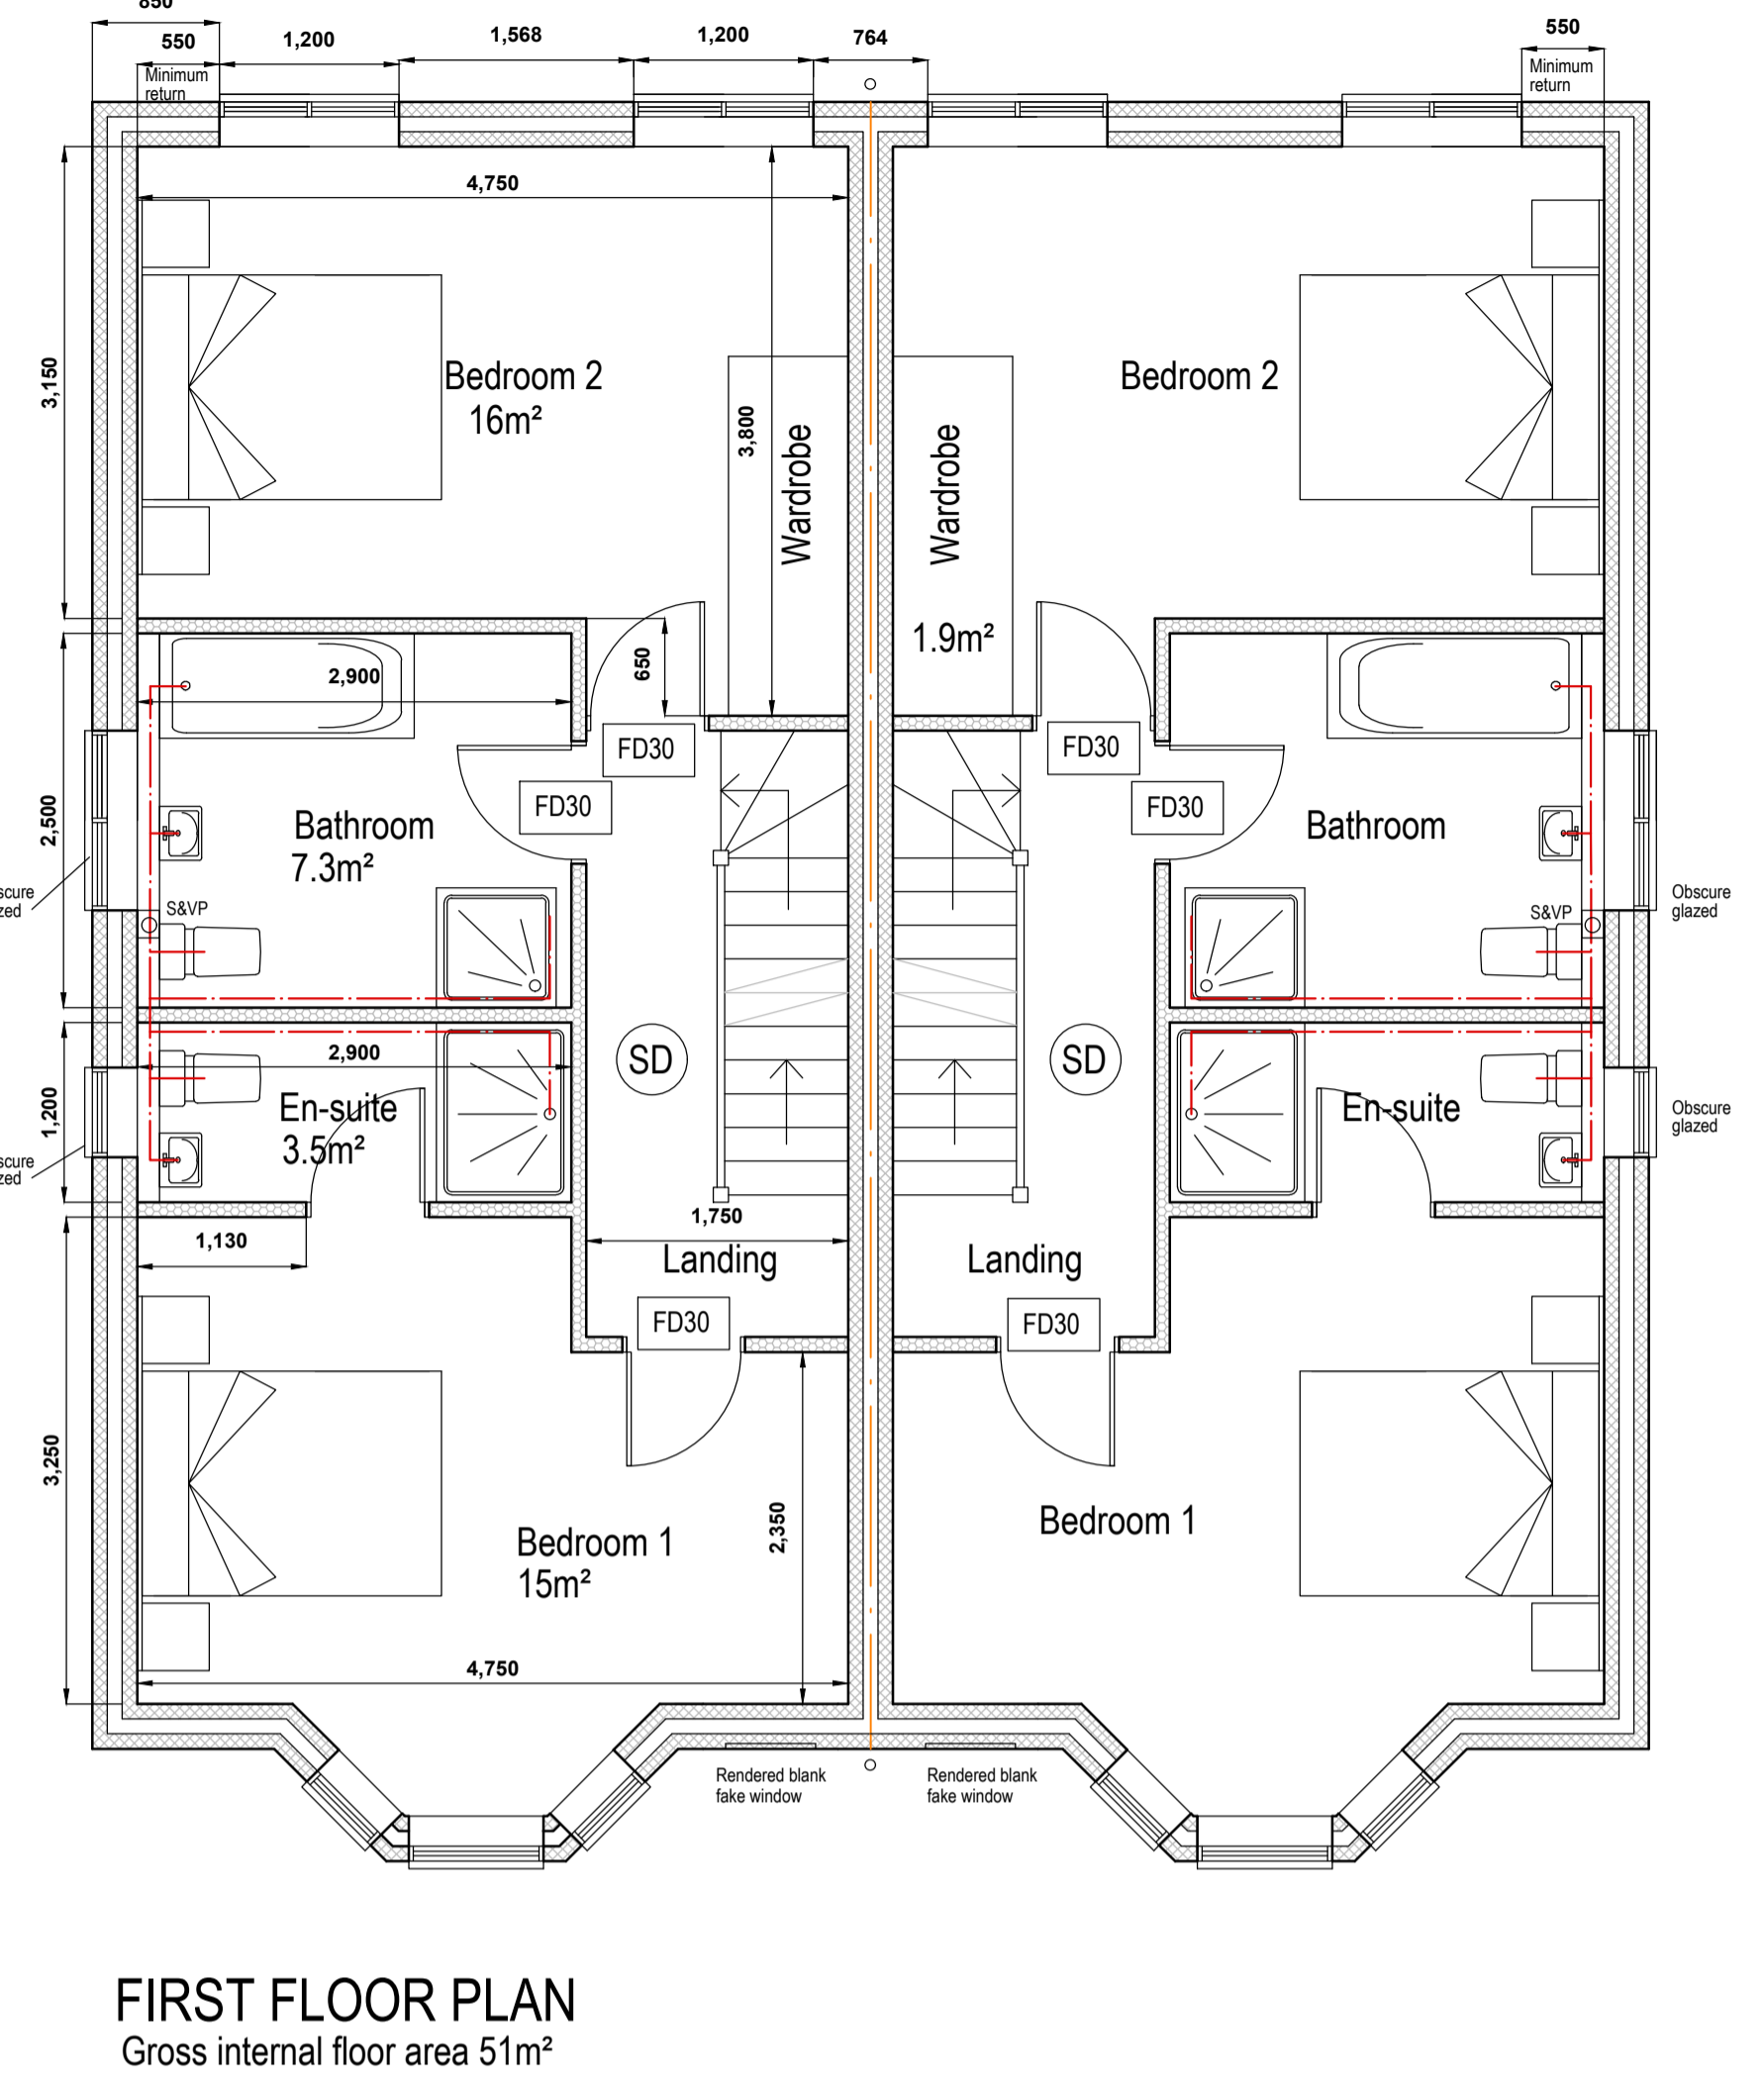 850
550
1,200
1,568
1,200
764
550
Minimum
return
Minimum
return
4,750
3,150
Bedroom 2
16m²
3,800
Wardrobe
Wardrobe
1.9m²
Bedroom 2
650
2,900
FD30
FD30
FD30
FD30
2,500
Bathroom
7.3m²
Bathroom
S&VP
S&VP
Obscure
glazed
2,900
SD
SD
1,200
En-suite
3.5m²
En-suite
Obscure
glazed
1,750
1,130
Landing
Landing
FD30
FD30
3,250
2,350
Bedroom 1
15m²
Bedroom 1
4,750
Rendered blank
fake window
Rendered blank
fake window
FIRST FLOOR PLAN
Gross internal floor area 51m²